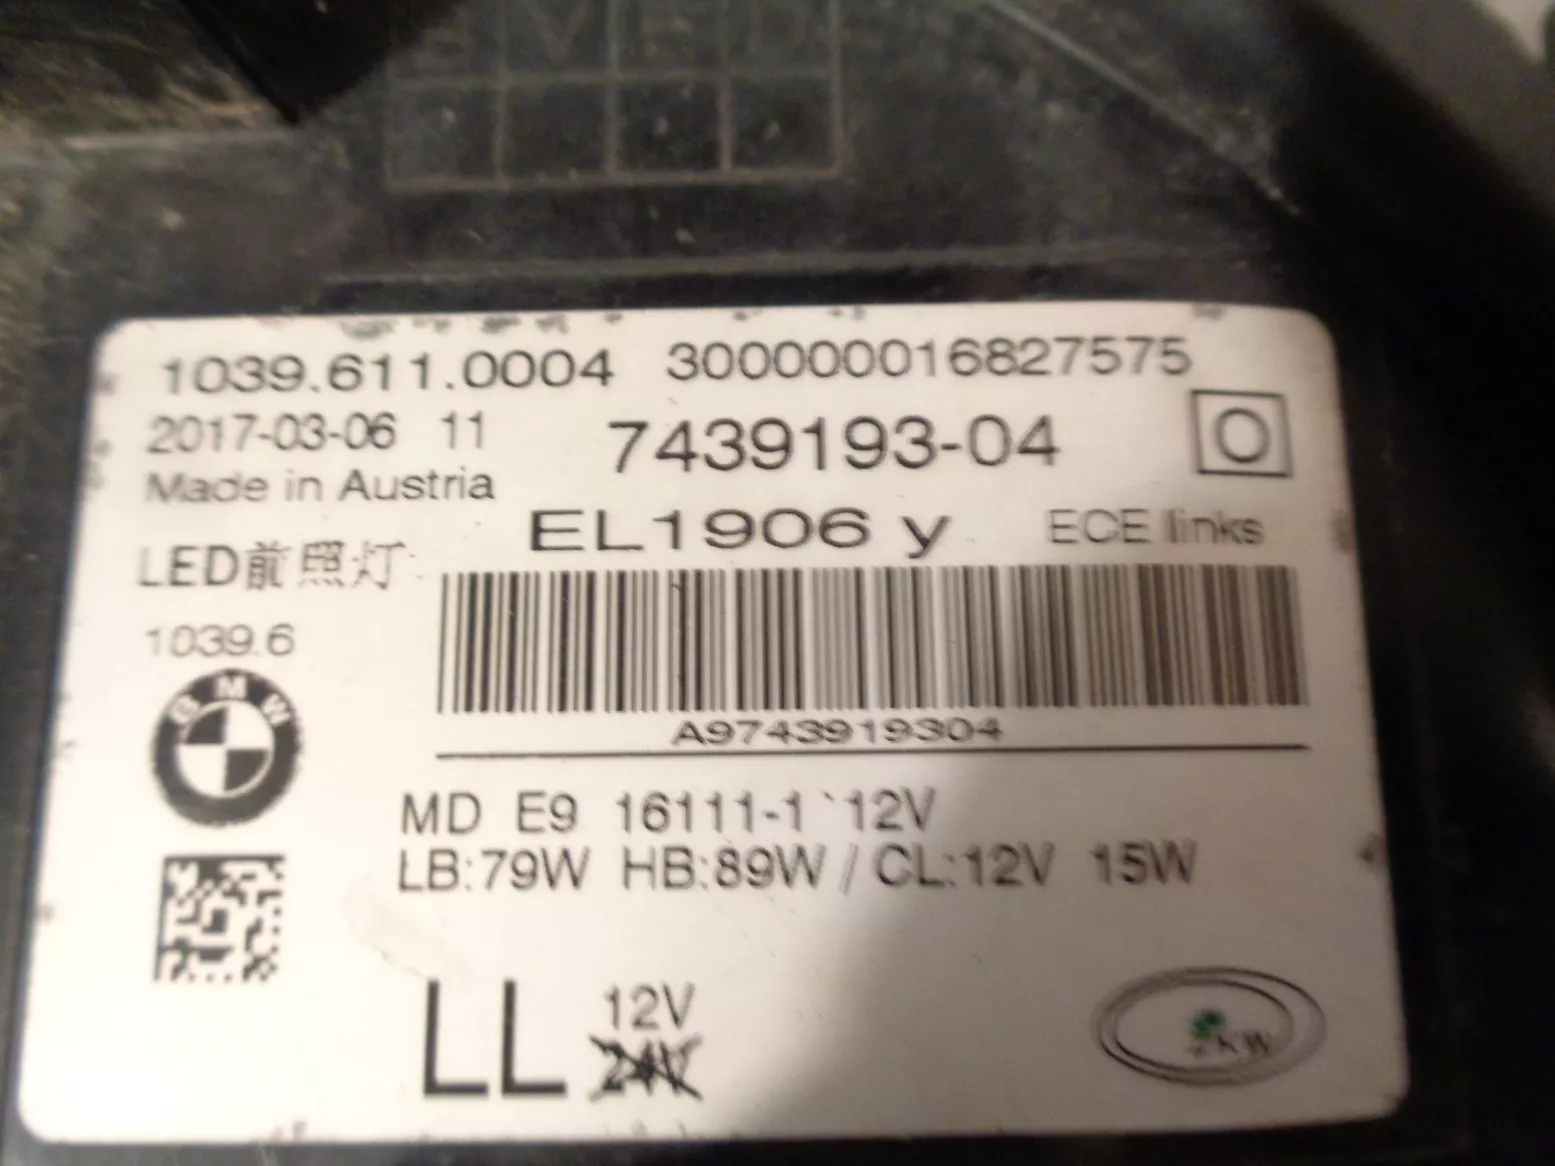 1039.611.0004 300000016827575
2017-03-06 11 7439193-04 O
Made in Austria
EL1906 y ECE links
LED前照灯
1039.6
BMW
A9743919304
MD E9 16111-1 12V
LB:79W HB:89W / CL:12V 15W
LL 12V
24V
ZKW